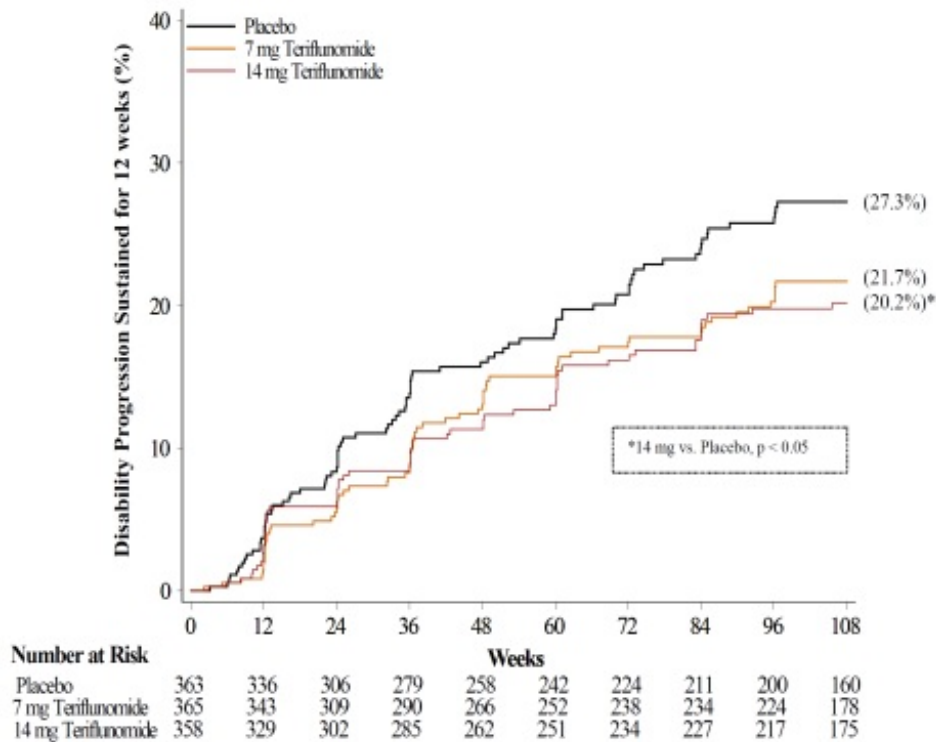 40
30
20
10
0
Disability Progression Sustained for 12 weeks (%)
Placebo
7 mg Teriflunomide
14 mg Teriflunomide
(27.3%)
(21.7%)
(20.2%)*
*14 mg vs. Placebo, p < 0.05
0 12 24 36 48 60 72 84 96 108
Number at Risk Weeks
Placebo 363 336 306 279 258 242 224 211 200 160
7 mg Teriflunomide 365 343 309 290 266 252 238 234 224 178
14 mg Teriflunomide 358 329 302 285 262 251 234 227 217 175